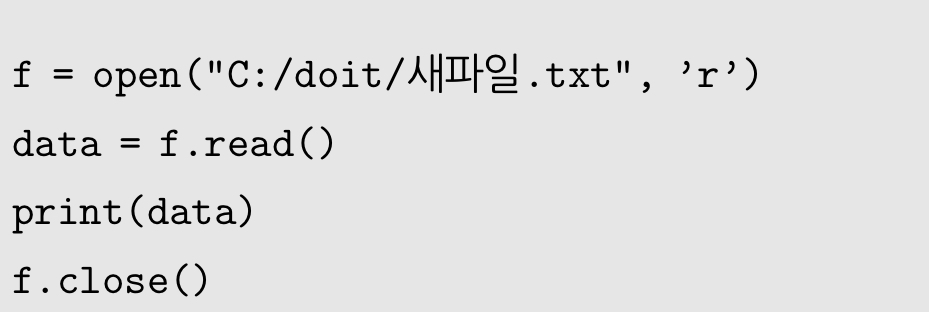 f = open("C:/doit/새파일.txt", ’r’)
data = f.read()
print(data)
f.close()